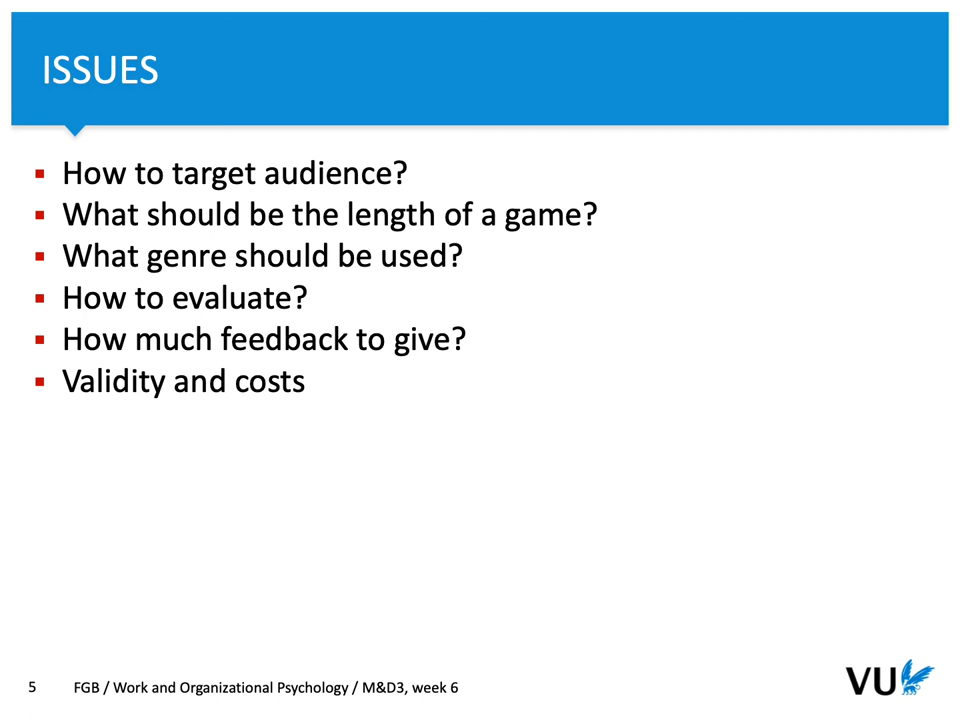 ISSUES
How to target audience?
What should be the length of a game?
What genre should be used?
How to evaluate?
How much feedback to give?
Validity and costs
5 FGB / Work and Organizational Psychology / M&D3, week 6
VU